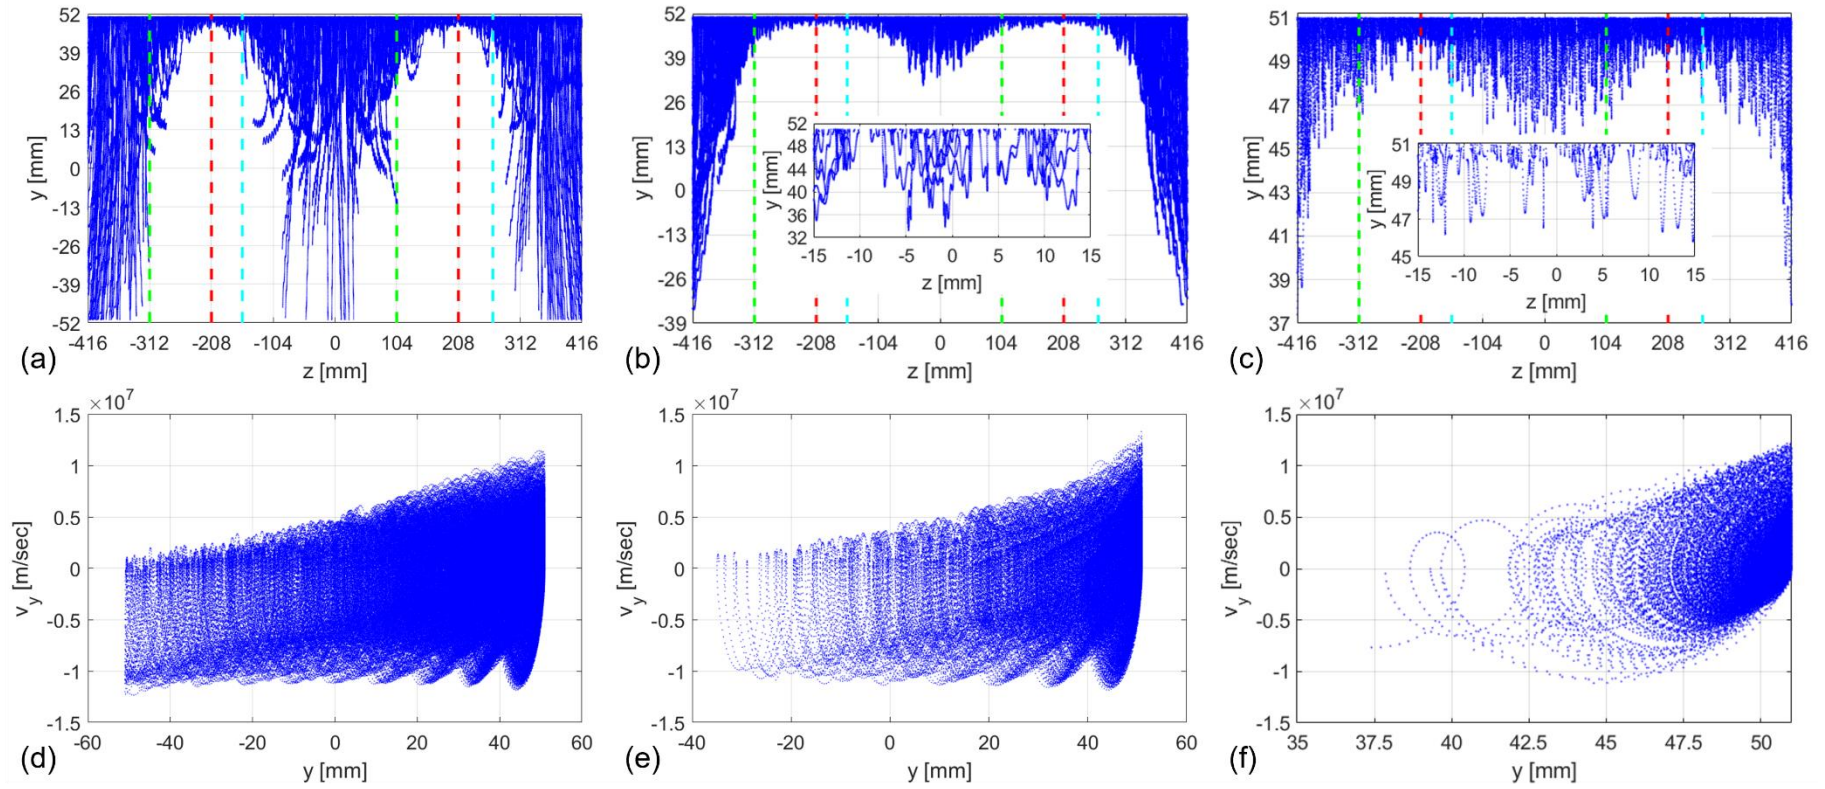 52
39
26
13
0
-13
-26
-39
-52
y [mm]
-416 -312 -208 -104 0 104 208 312 416
z [mm]
(a)
52
39
26
13
0
-13
-26
-39
y [mm]
-416 -312 -208 -104 0 104 208 312 416
z [mm]
52
48
44
40
36
32
y [mm]
-15 -10 -5 0 5 10 15
z [mm]
(b)
51
49
47
45
43
41
39
37
y [mm]
-416 -312 -208 -104 0 104 208 312 416
z [mm]
51
49
47
45
y [mm]
-15 -10 -5 0 5 10 15
z [mm]
(c)
×10^7
1.5
1
0.5
0
-0.5
-1
-1.5
v_y [m/sec]
-60 -40 -20 0 20 40 60
y [mm]
(d)
×10^7
1.5
1
0.5
0
-0.5
-1
-1.5
v_y [m/sec]
-40 -20 0 20 40 60
y [mm]
(e)
×10^7
1.5
1
0.5
0
-0.5
-1
-1.5
v_y [m/sec]
35 37.5 40 42.5 45 47.5 50
y [mm]
(f)